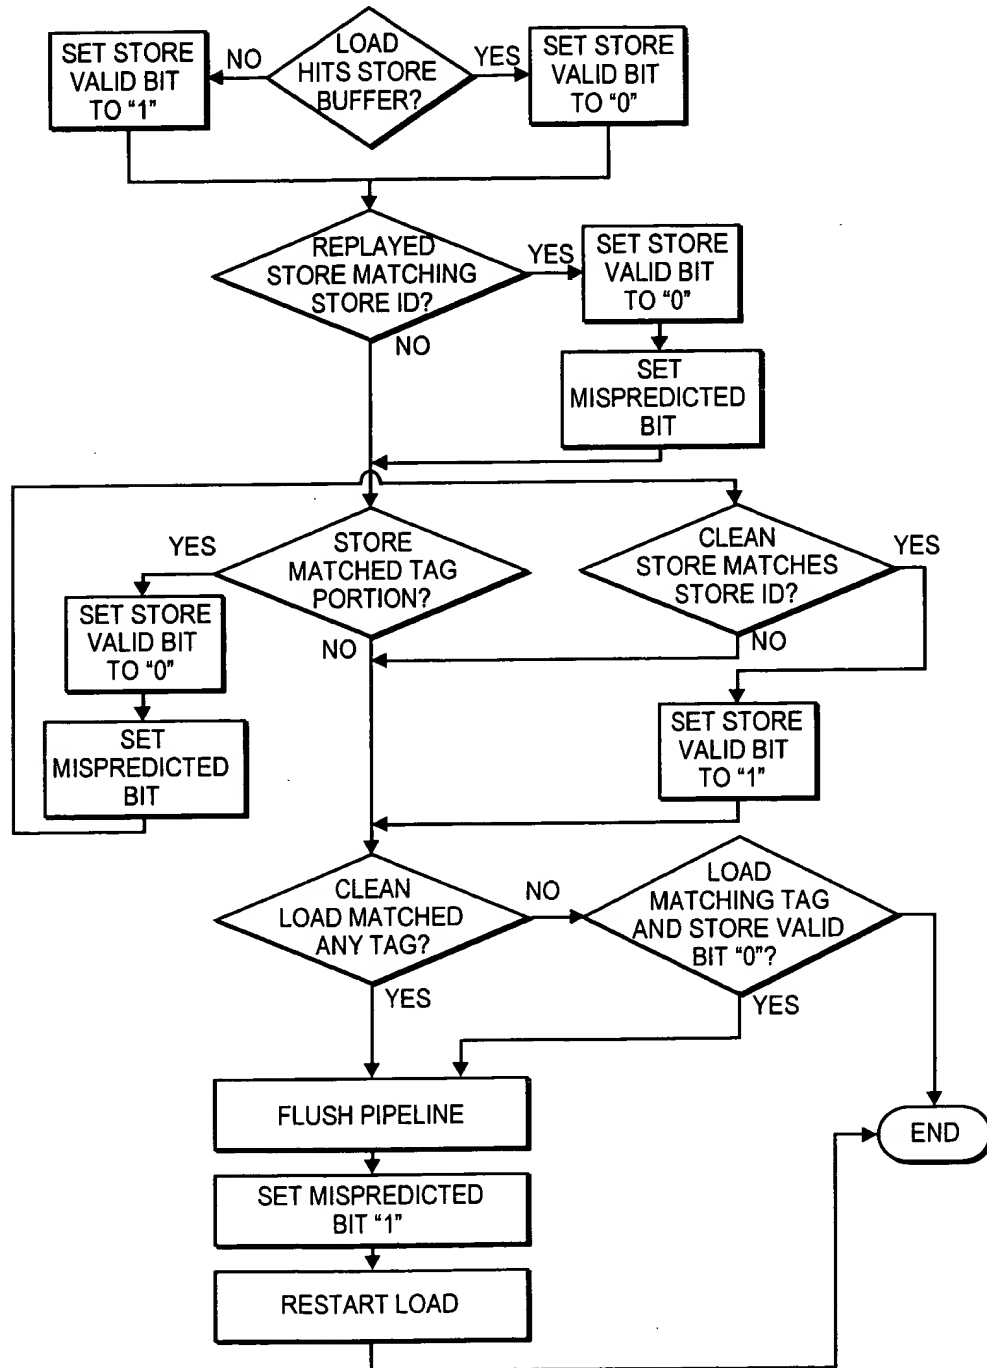 SET STORE
VALID BIT
TO "1"
NO
LOAD
HITS STORE
BUFFER?
YES
SET STORE
VALID BIT
TO "0"
REPLAYED
STORE MATCHING
STORE ID?
YES
SET STORE
VALID BIT
TO "0"
NO
SET
MISPREDICTED
BIT
YES
STORE
MATCHED TAG
PORTION?
CLEAN
STORE MATCHES
STORE ID?
YES
SET STORE
VALID BIT
TO "0"
NO
NO
SET
MISPREDICTED
BIT
SET STORE
VALID BIT
TO "1"
CLEAN
LOAD MATCHED
ANY TAG?
NO
LOAD
MATCHING TAG
AND STORE VALID
BIT "0"?
YES
YES
FLUSH PIPELINE
END
SET MISPREDICTED
BIT "1"
RESTART LOAD